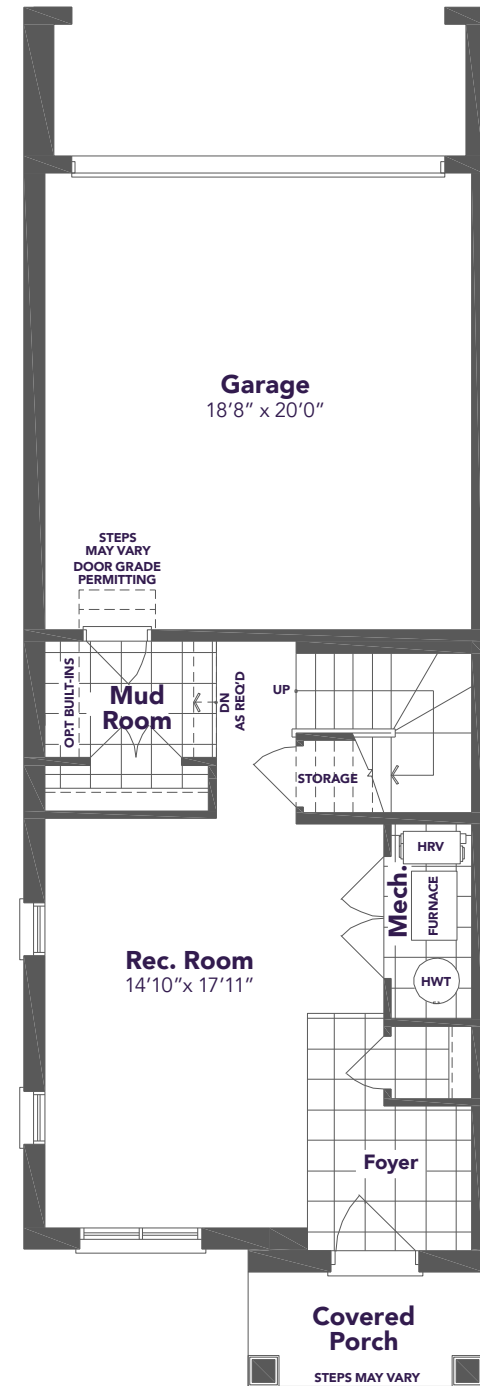 Garage
18'8" x 20'0"
STEPS
MAY VARY
DOOR GRADE
PERMITTING
OP.T BUILT-INS
Mud
Room
DN
AS REQ'D
UP
STORAGE
HRV
Mech.
FURNACE
HWT
Rec. Room
14'10"x 17'11"
Foyer
Covered
Porch
STEPS MAY VARY